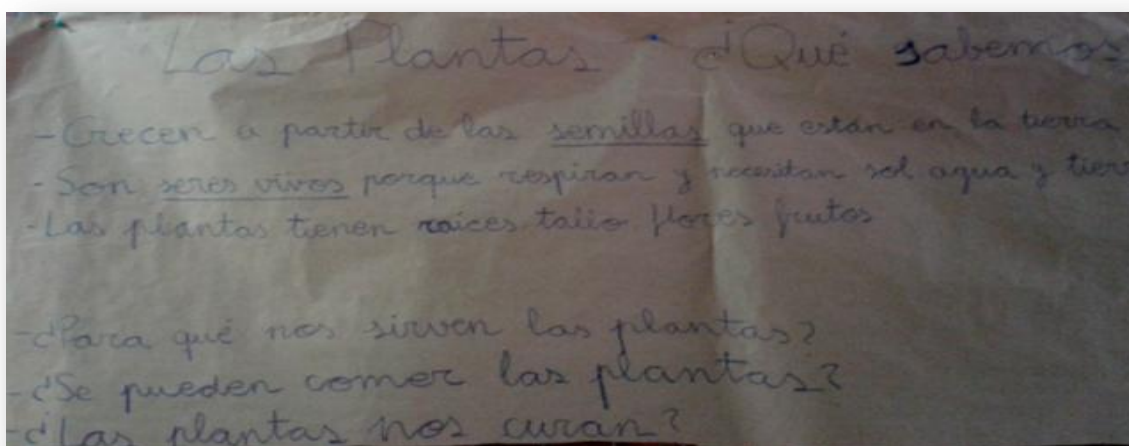 Las Plantas ¿Qué sabemos
- Crecen a partir de las semillas que están en la tierra
- Son seres vivos porque respiran y necesitan sol agua y tier
- Las plantas tienen raices tallo flores frutos
- ¿Para qué nos sirven las plantas?
- ¿Se pueden comer las plantas?
- ¿Las plantas nos curan?